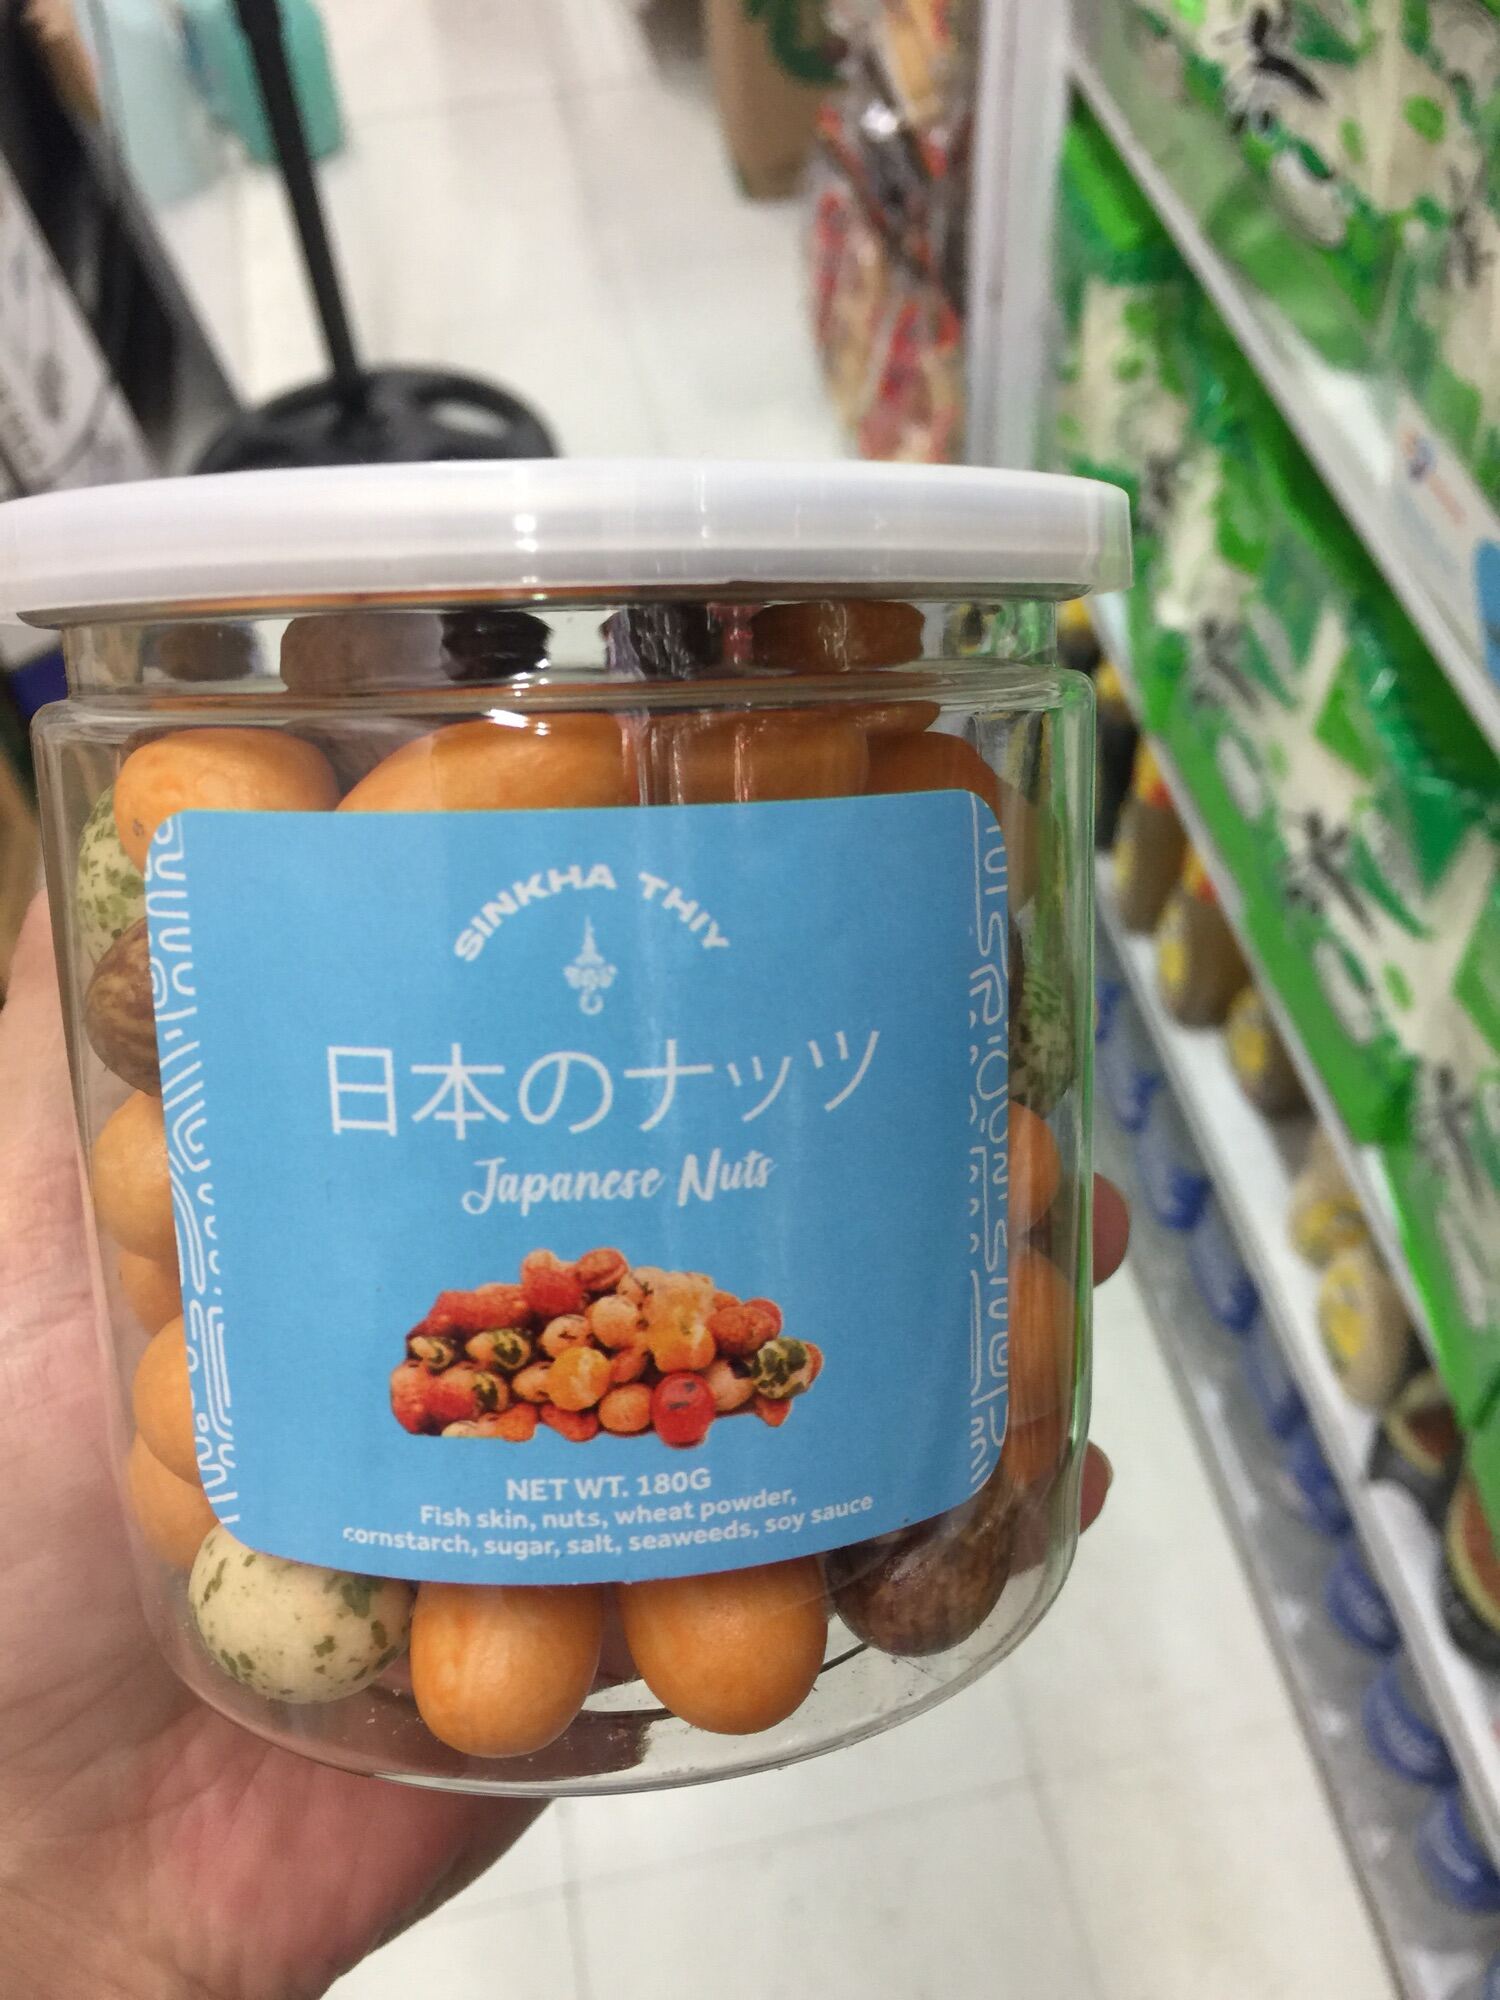 SINKHA THIY
日本のナッツ
Japanese Nuts
NET WT. 180G
Fish skin, nuts, wheat powder,
cornstarch, sugar, salt, seaweeds, soy sauce